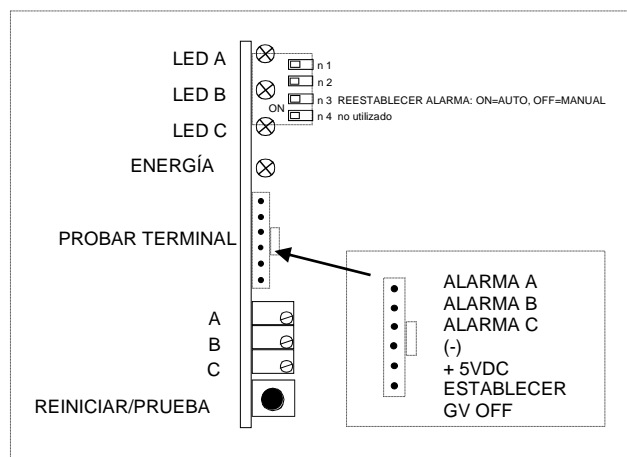 LED A
LED B
LED C
ENERGÍA
n 1
n 2
n 3 REESTABLECER ALARMA: ON=AUTO, OFF=MANUAL
ON
n 4 no utilizado
PROBAR TERMINAL
A
B
C
REINICIAR/PRUEBA
ALARMA A
ALARMA B
ALARMA C
(-)
+ 5VDC
ESTABLECER
GV OFF